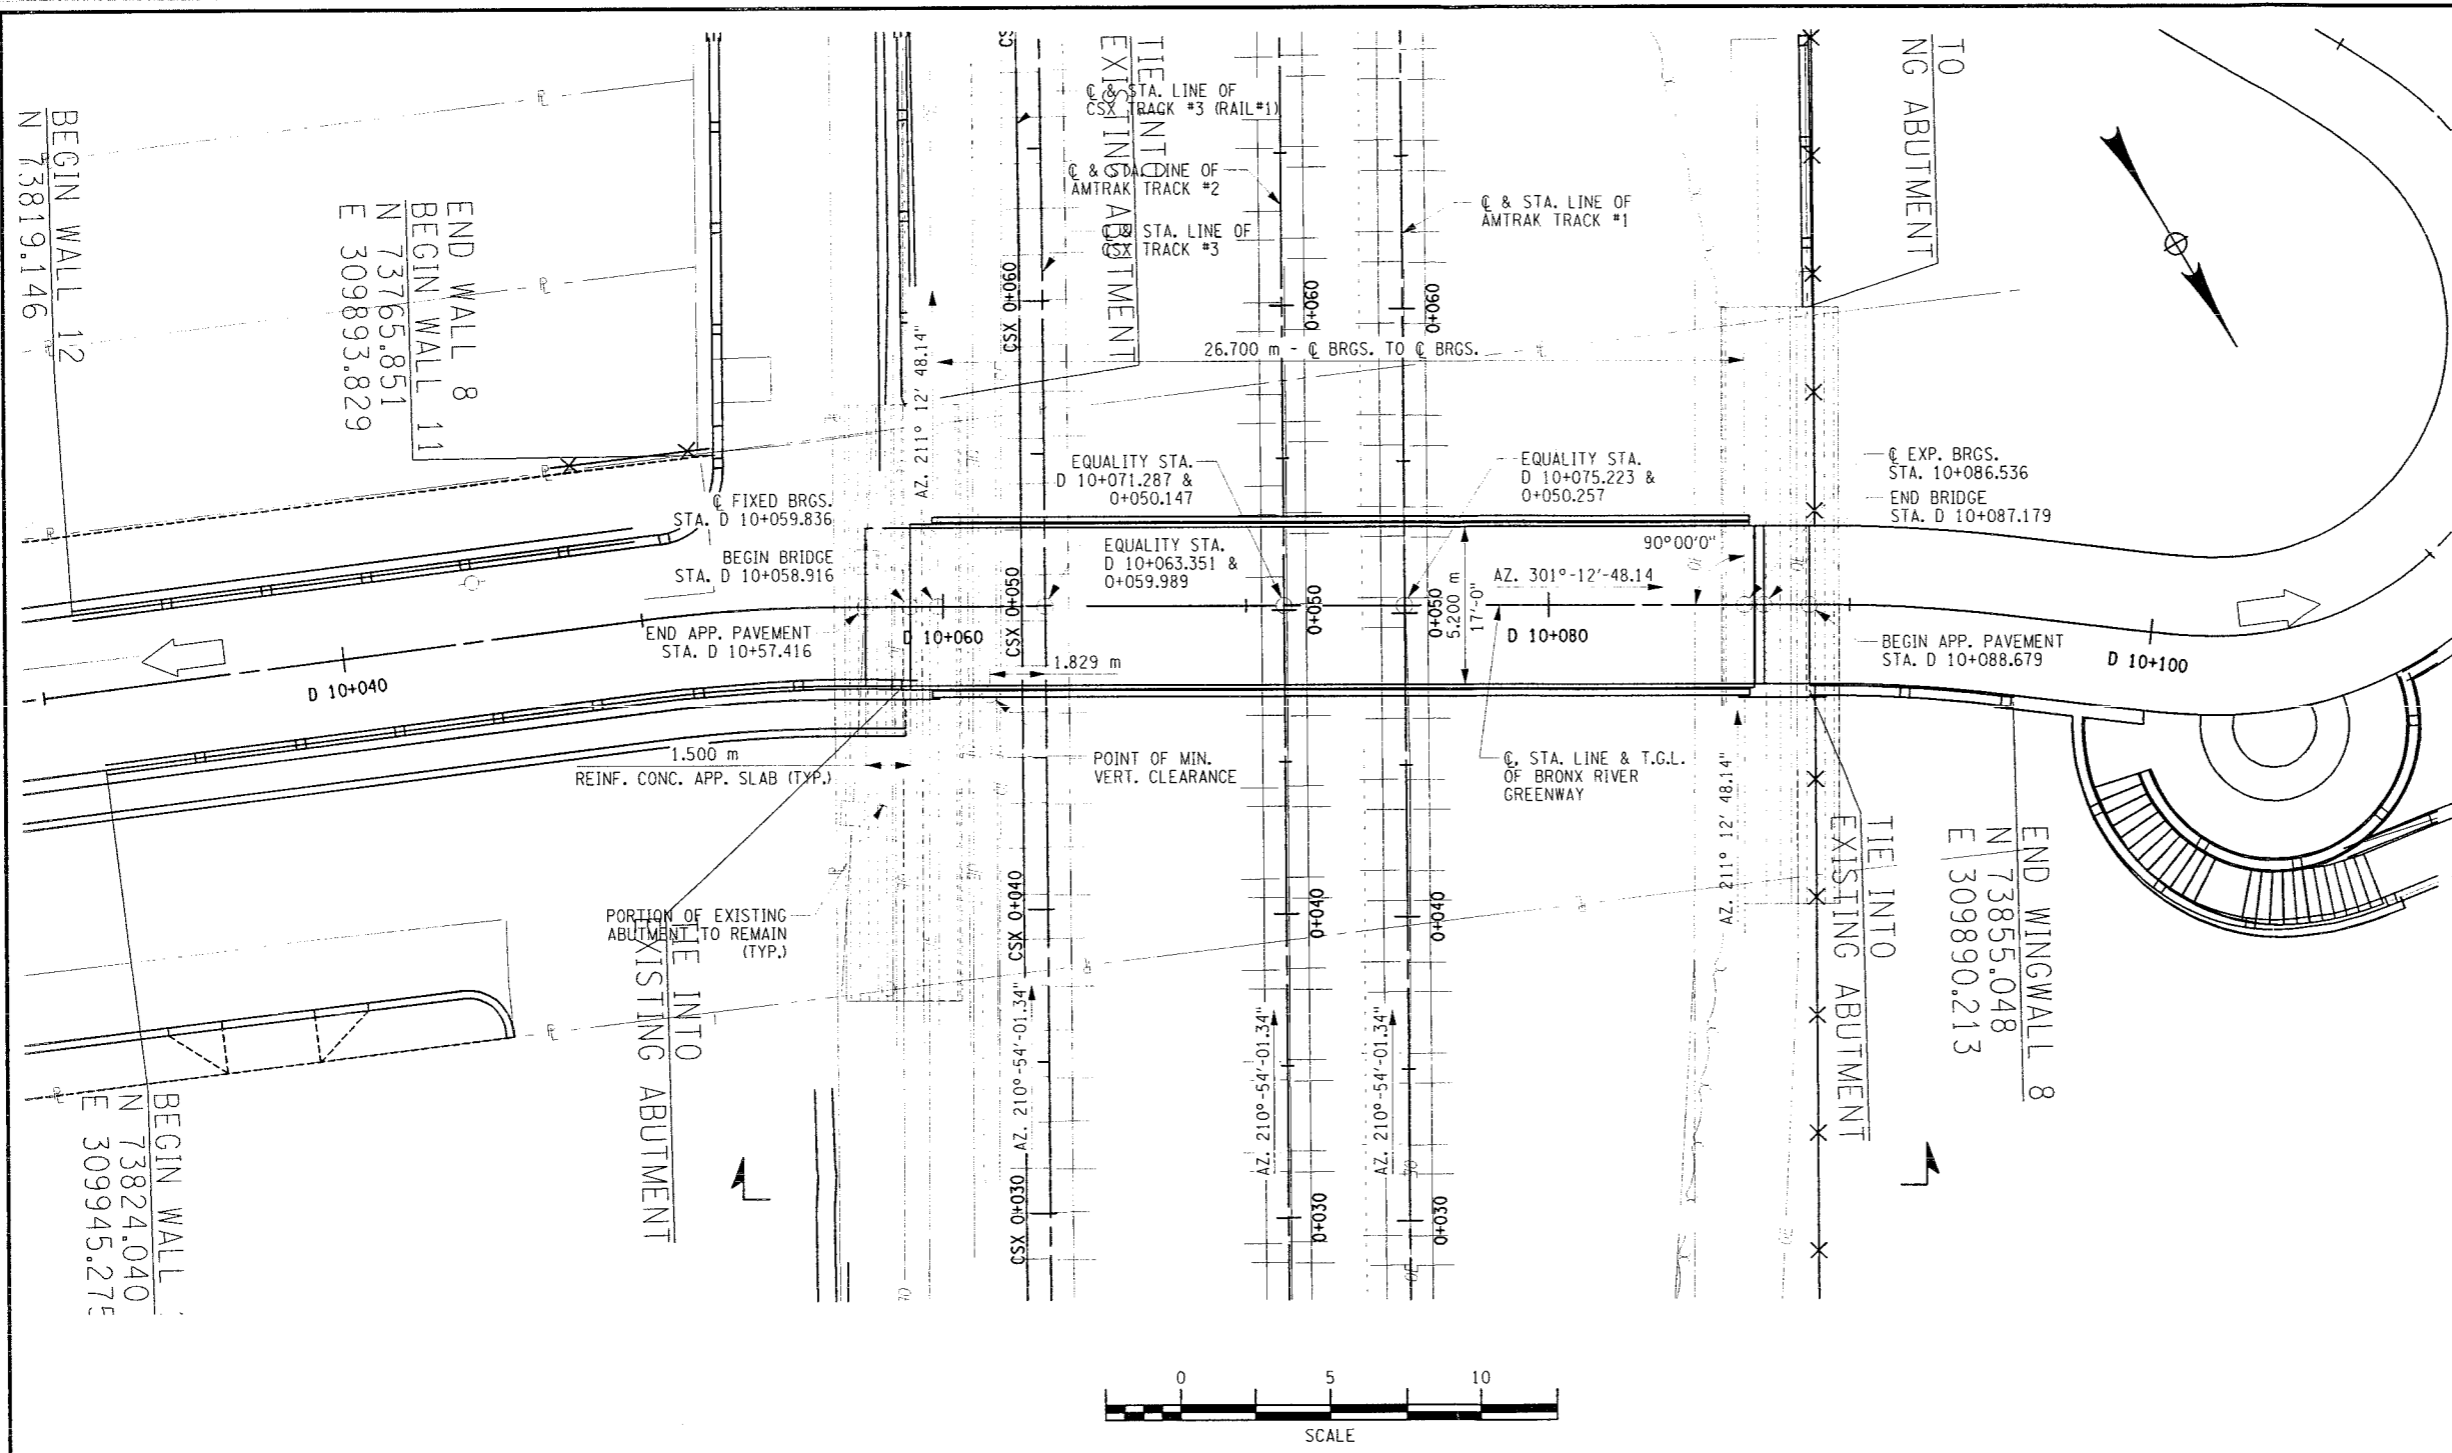 BEGIN WALL 12
N 73819.146
END WALL 8
BEGIN WALL 11
N 73765.851
E 309893.829
℄ & STA. LINE OF
CSX TRACK #3 (RAIL#1)
TIE INTO
EXISTING ABUTMENT
℄ & STA. LINE OF
AMTRAK TRACK #2
℄ & STA. LINE OF
CSX TRACK #3
℄ & STA. LINE OF
AMTRAK TRACK #1
TO
NG ABUTMENT
CSX 0+060
0+060
0+060
AZ. 211° 12' 48.14"
26.700 m - ℄ BRGS. TO ℄ BRGS.
℄ FIXED BRGS.
STA. D 10+059.836
BEGIN BRIDGE
STA. D 10+058.916
EQUALITY STA.
D 10+071.287 &
0+050.147
EQUALITY STA.
D 10+063.351 &
0+059.989
EQUALITY STA.
D 10+075.223 &
0+050.257
℄ EXP. BRGS.
STA. 10+086.536
END BRIDGE
STA. D 10+087.179
90°00'0"
AZ. 301°-12'-48.14
5.200 m
17'-0"
CSX 0+050
0+050
0+050
END APP. PAVEMENT
STA. D 10+57.416
D 10+040
D 10+060
D 10+080
D 10+100
BEGIN APP. PAVEMENT
STA. D 10+088.679
1.829 m
1.500 m
REINF. CONC. APP. SLAB (TYP.)
POINT OF MIN.
VERT. CLEARANCE
℄, STA. LINE & T.G.L.
OF BRONX RIVER
GREENWAY
AZ. 211° 12' 48.14"
PORTION OF EXISTING
ABUTMENT TO REMAIN
(TYP.)
TIE INTO
EXISTING ABUTMENT
CSX 0+040
0+040
0+040
TIE INTO
EXISTING ABUTMENT
END WINGWALL 8
N 73855.048
E 309890.213
AZ. 210°-54'-01.34"
AZ. 210°-54'-01.34"
AZ. 210°-54'-01.34"
BEGIN WALL
N 73824.040
E 309945.275
CSX 0+030
0+030
0+030
0 5 10
SCALE